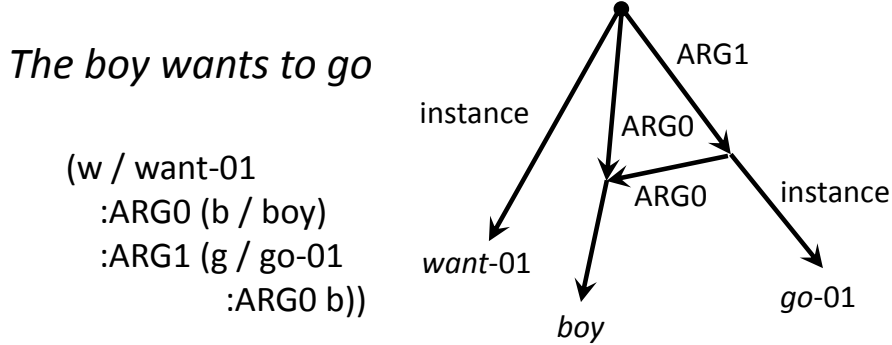 The boy wants to go
(w / want-01
:ARG0 (b / boy)
:ARG1 (g / go-01
:ARG0 b))
ARG1
instance
ARG0
ARG0
instance
want-01
go-01
boy